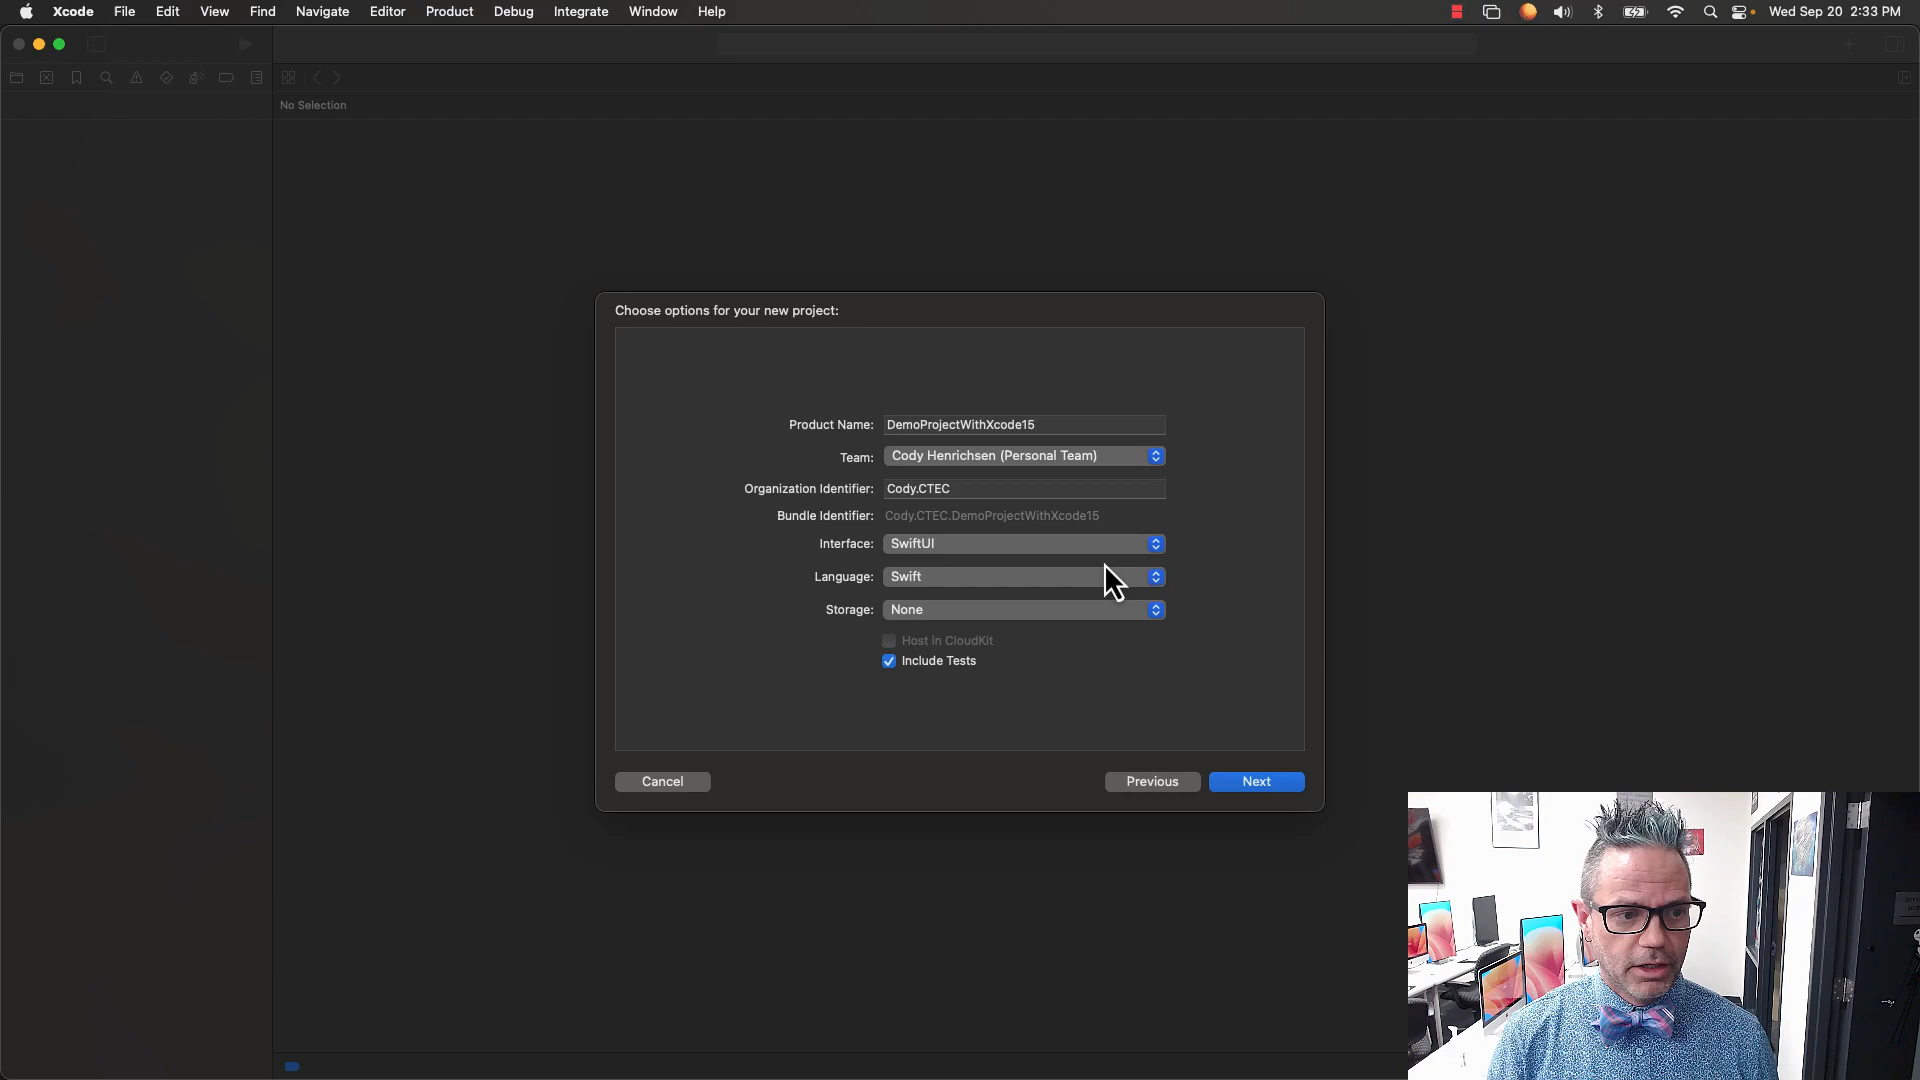 Xcode File Edit View Find Navigate Editor Product Debug Integrate Window Help Wed Sep 20 2:33 PM
No Selection
Choose options for your new project:
Product Name: DemoProjectWithXcode15
Team: Cody Henrichsen (Personal Team)
Organization Identifier: Cody.CTEC
Bundle Identifier: Cody.CTEC.DemoProjectWithXcode15
Interface: SwiftUI
Language: Swift
Storage: None
Host in CloudKit
Include Tests
Cancel Previous Next